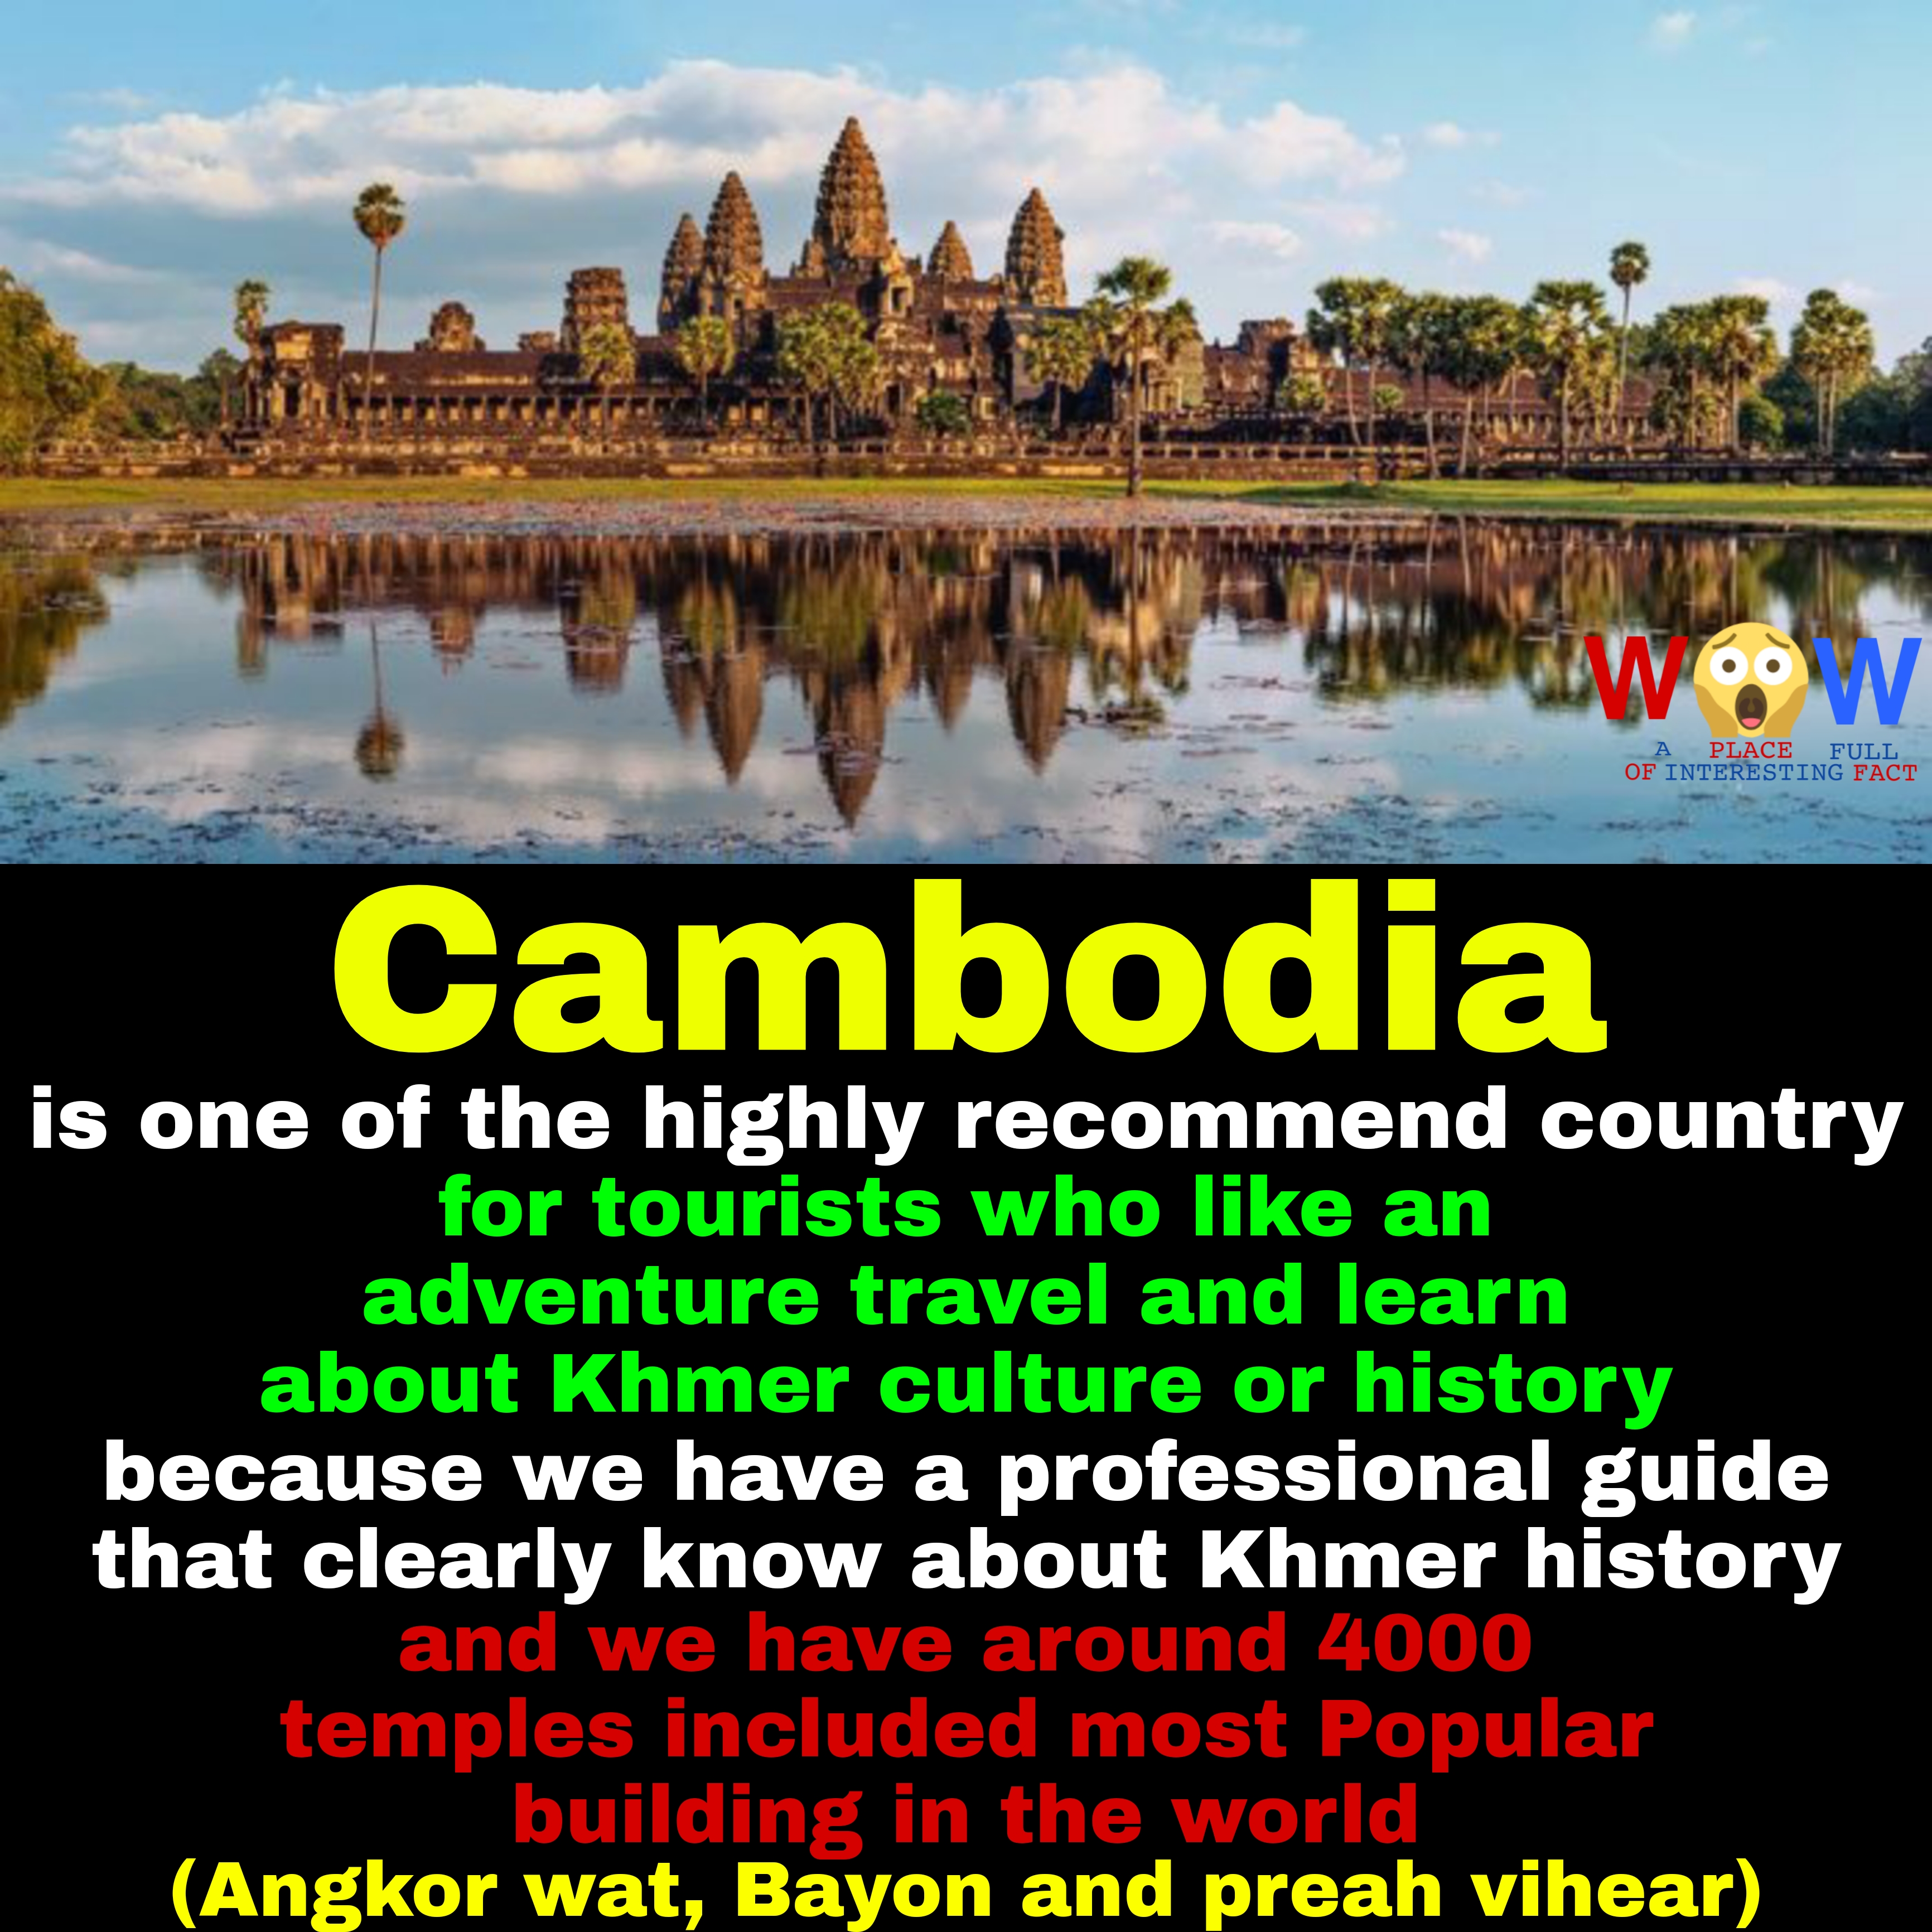 W😱W
A PLACE FULL
OF INTERESTING FACT
Cambodia
is one of the highly recommend country
for tourists who like an
adventure travel and learn
about Khmer culture or history
because we have a professional guide
that clearly know about Khmer history
and we have around 4000
temples included most Popular
building in the world
(Angkor wat, Bayon and preah vihear)